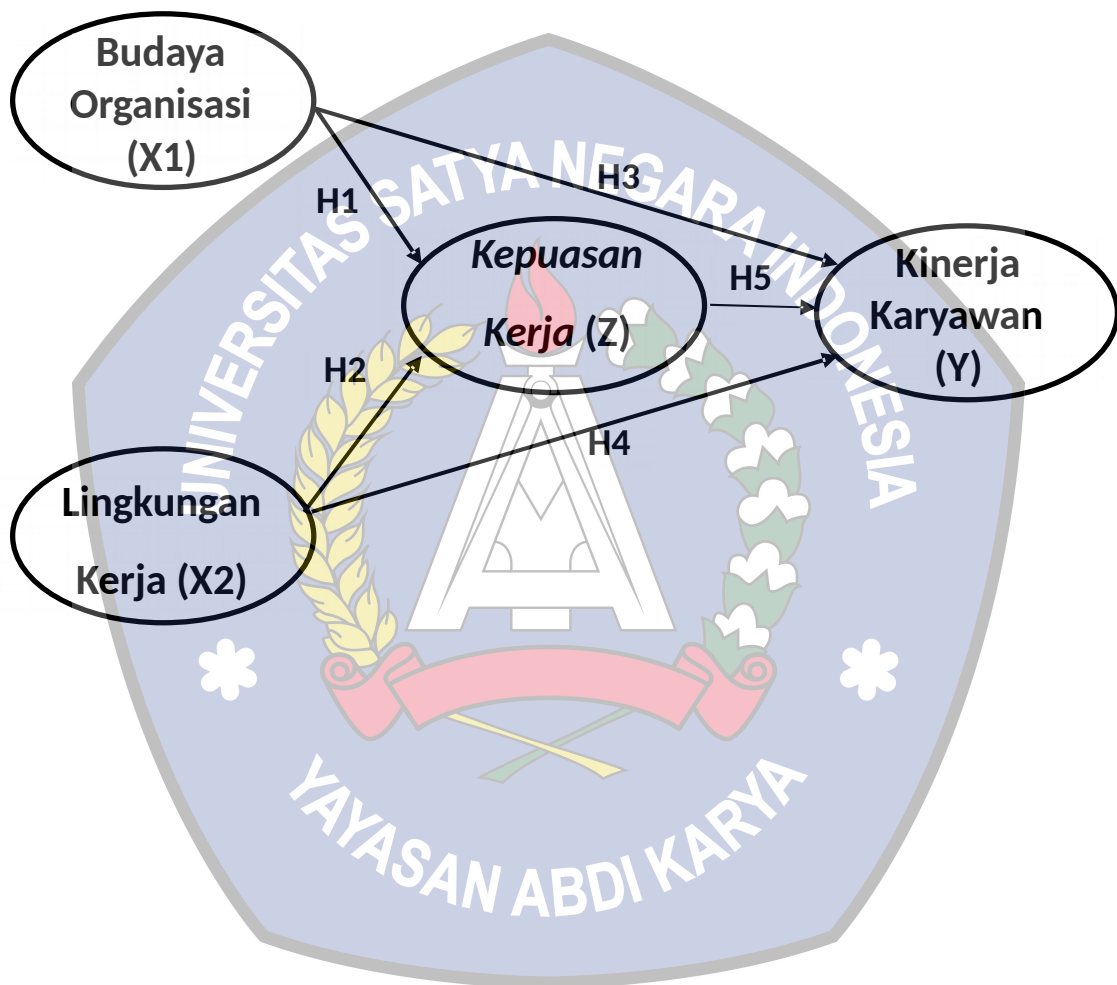 Budaya
Organisasi
(X1)
H1
H3
Kepuasan
Kerja (Z)
H5
Kinerja
Karyawan
(Y)
H2
H4
Lingkungan
Kerja (X2)
UNIVERSITAS SATYA NEGARA INDONESIA
YAYASAN ABDI KARYA